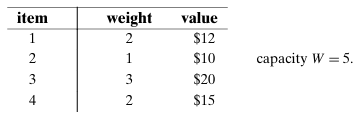 item weight value
1 2 $12
2 1 $10 capacity W = 5.
3 3 $20
4 2 $15